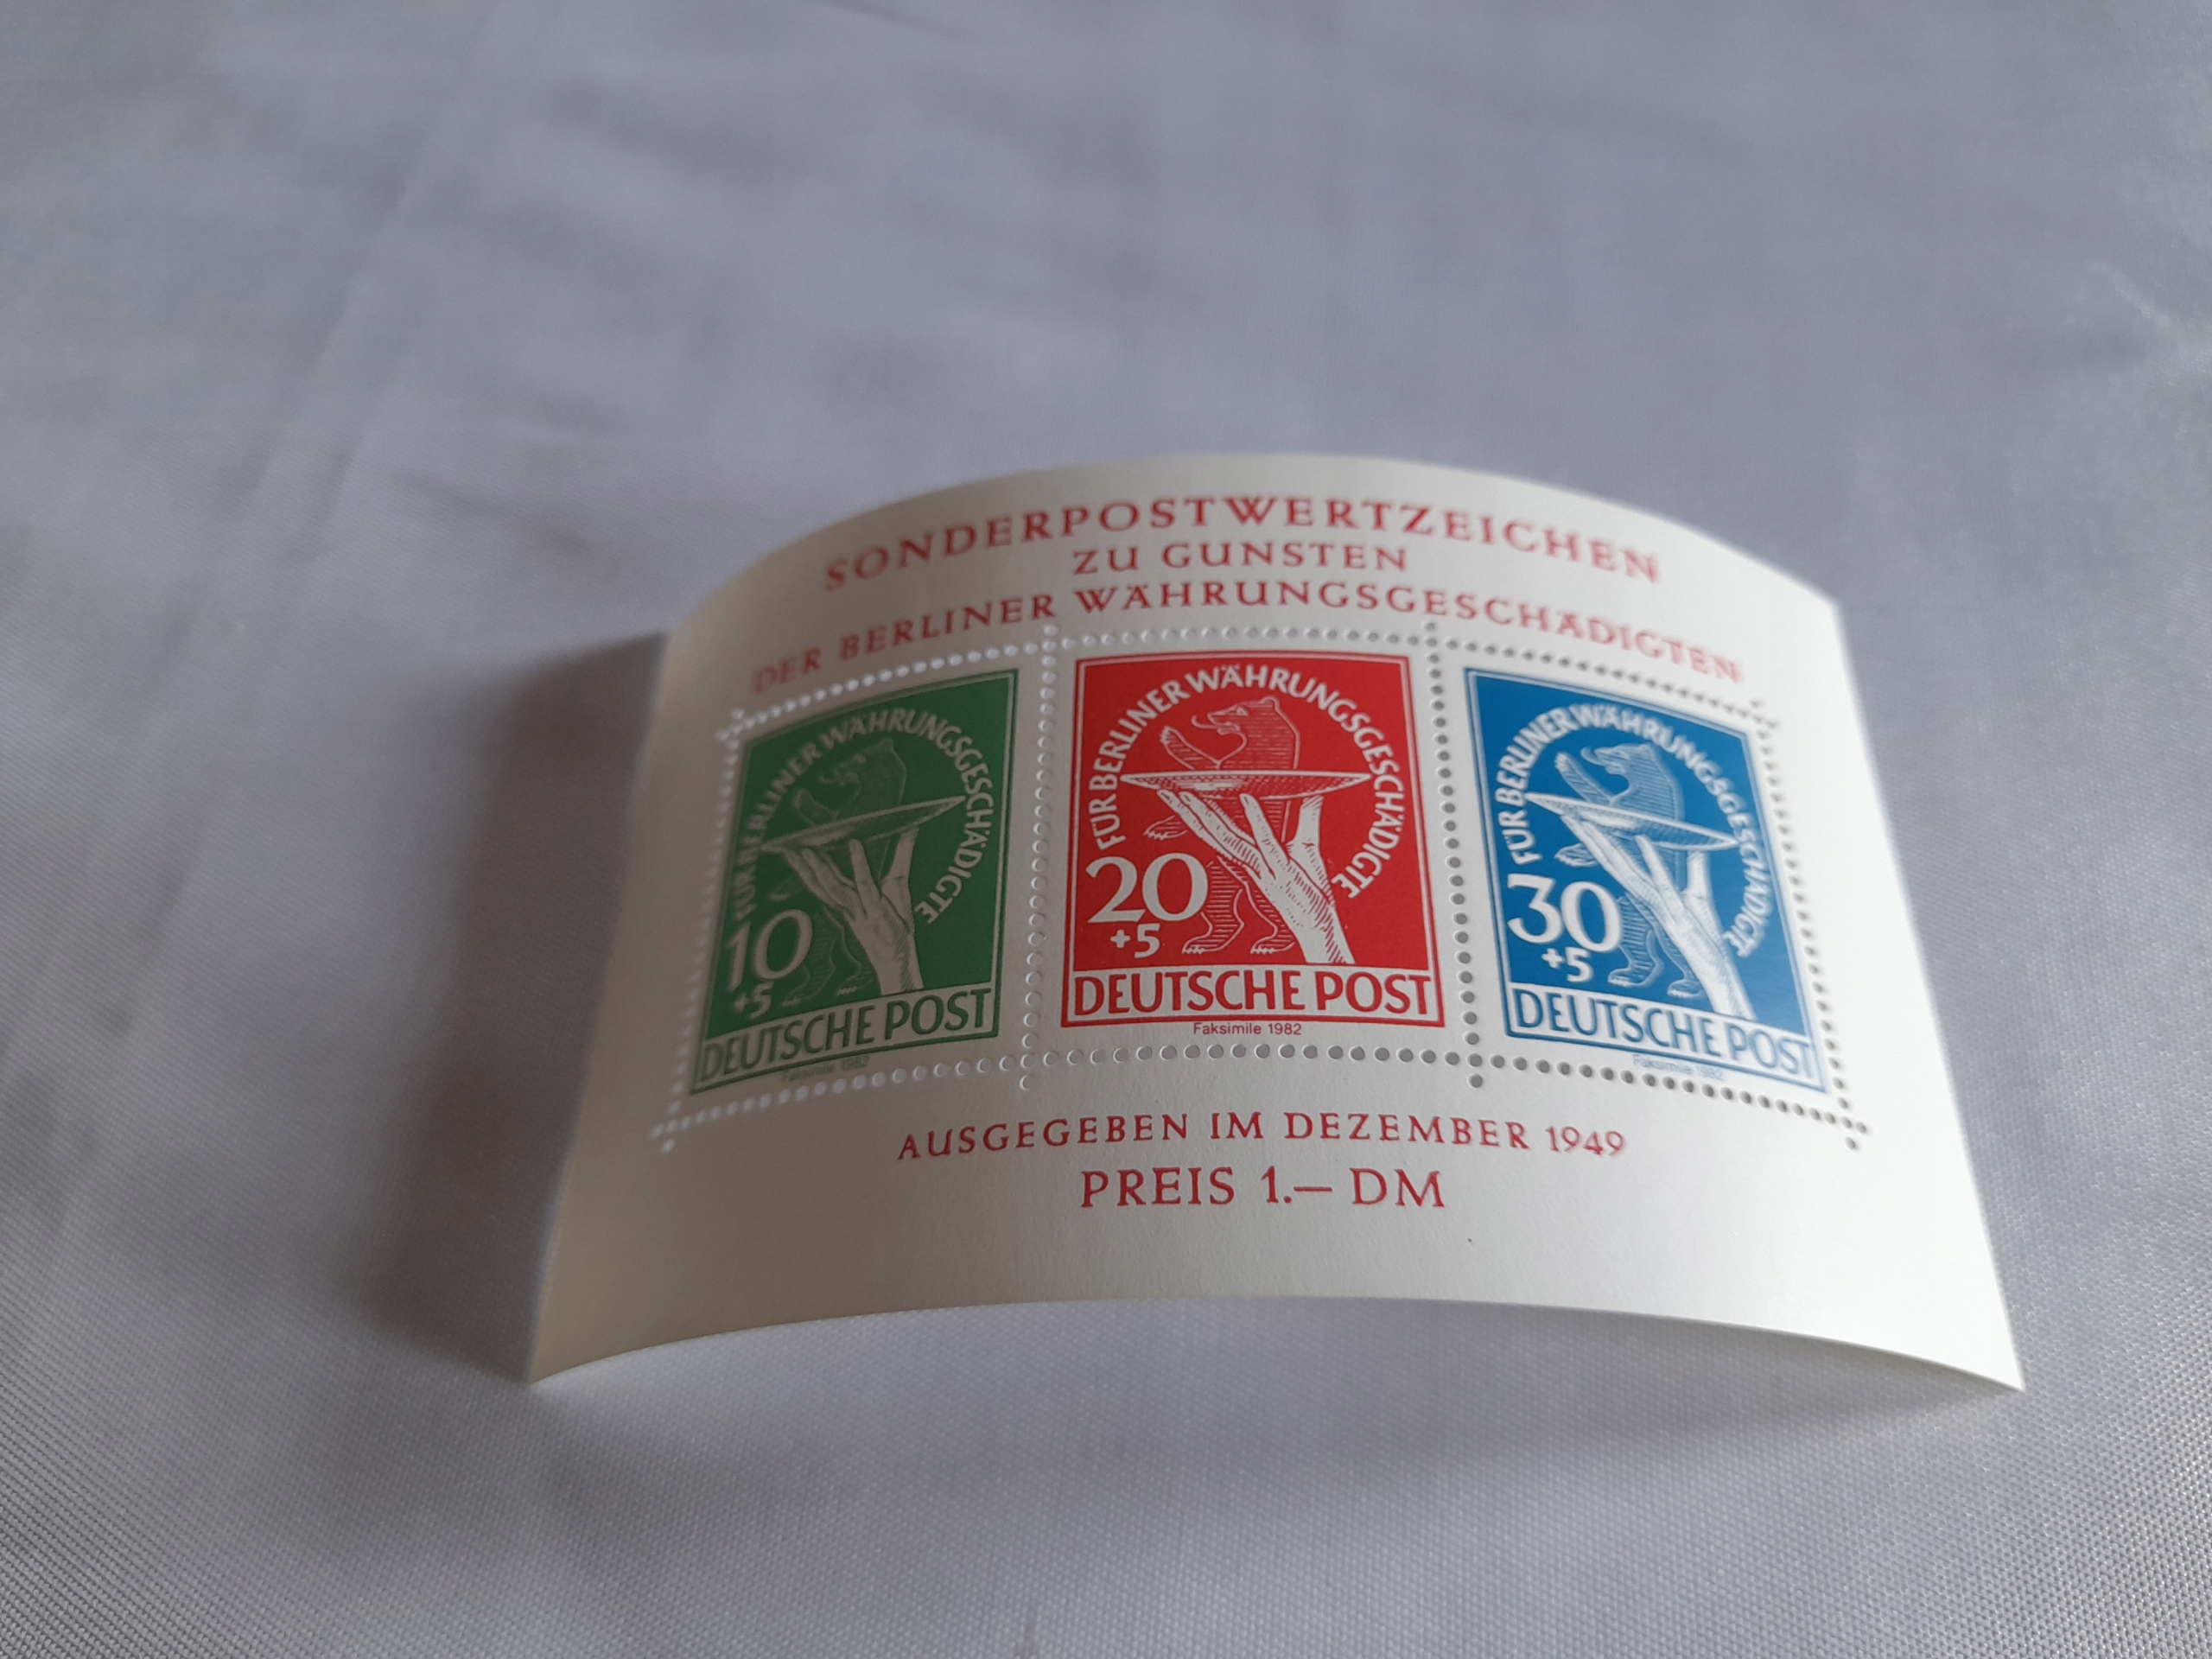 SONDERPOSTWERTZEICHEN
ZU GUNSTEN
DER BERLINER WÄHRUNGSGESCHÄDIGTEN
FÜR BERLINER WÄHRUNGSGESCHÄDIGTE
10
+5
DEUTSCHE POST
Faksimile 1982
FÜR BERLINER WÄHRUNGSGESCHÄDIGTE
20
+5
DEUTSCHE POST
Faksimile 1982
FÜR BERLINER WÄHRUNGSGESCHÄDIGTE
30
+5
DEUTSCHE POST
Faksimile 1982
AUSGEGEBEN IM DEZEMBER 1949
PREIS 1.— DM